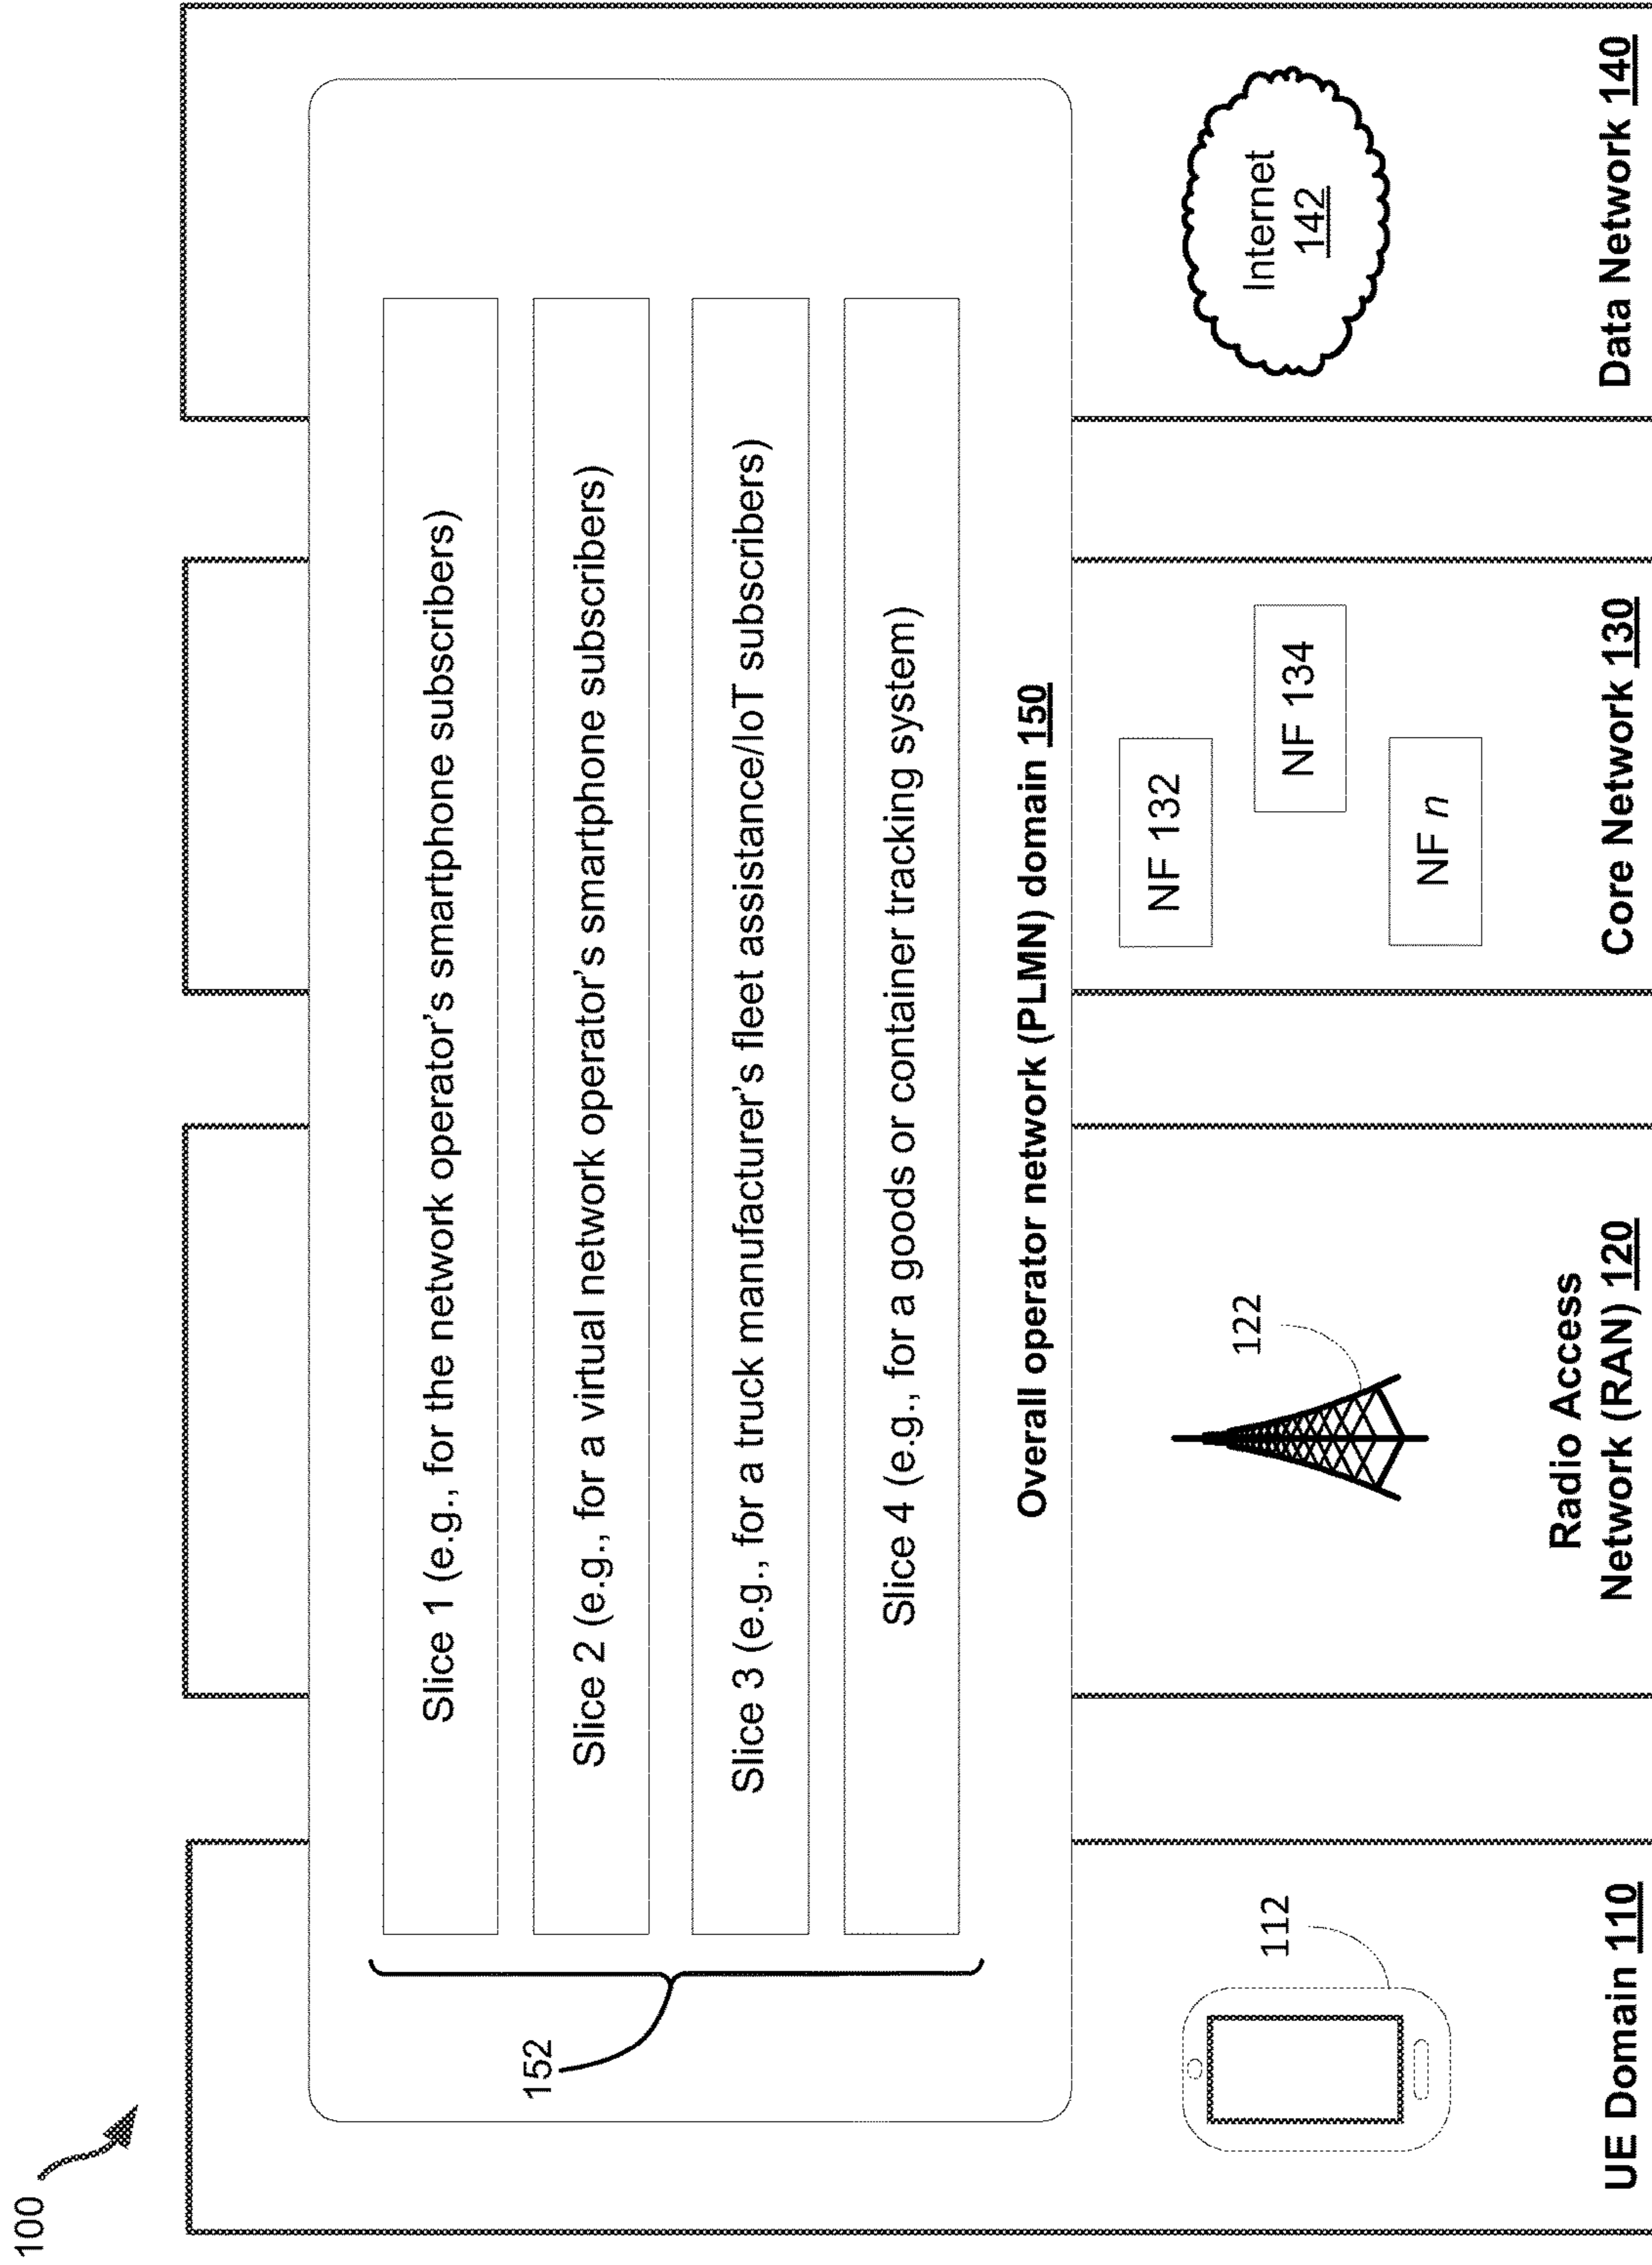 100
152
Slice 1 (e.g., for the network operator's smartphone subscribers)
Slice 2 (e.g., for a virtual network operator's smartphone subscribers)
Slice 3 (e.g., for a truck manufacturer's fleet assistance/IoT subscribers)
Slice 4 (e.g., for a goods or container tracking system)
Overall operator network (PLMN) domain 150
112
122
NF 132
NF 134
NF n
Internet
142
UE Domain 110
Radio Access
Network (RAN) 120
Core Network 130
Data Network 140